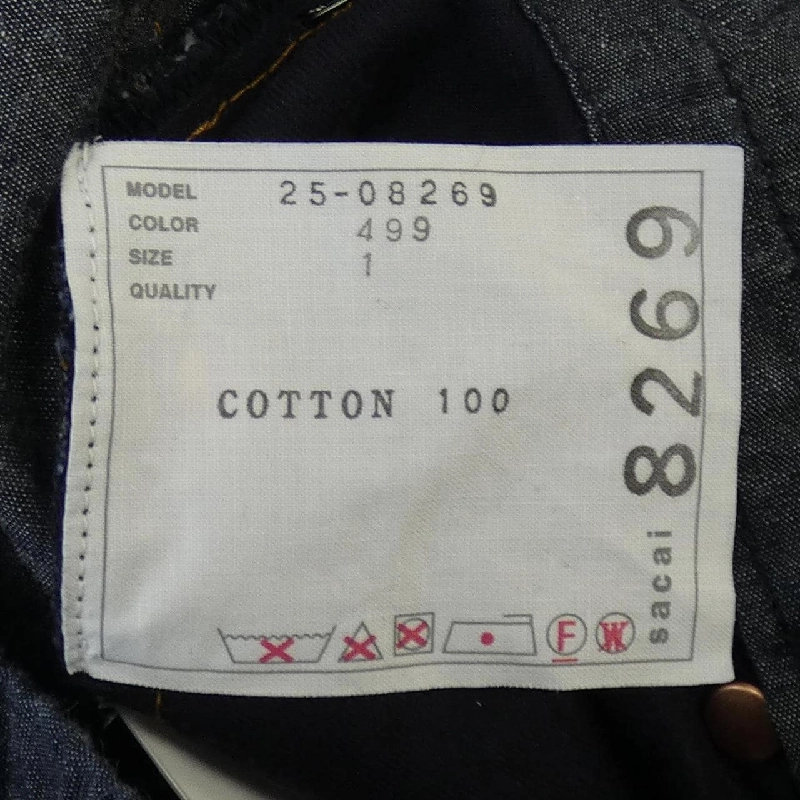 MODEL 25-08269
COLOR 499
SIZE 1
QUALITY
COTTON 100
sacai 8269
F W